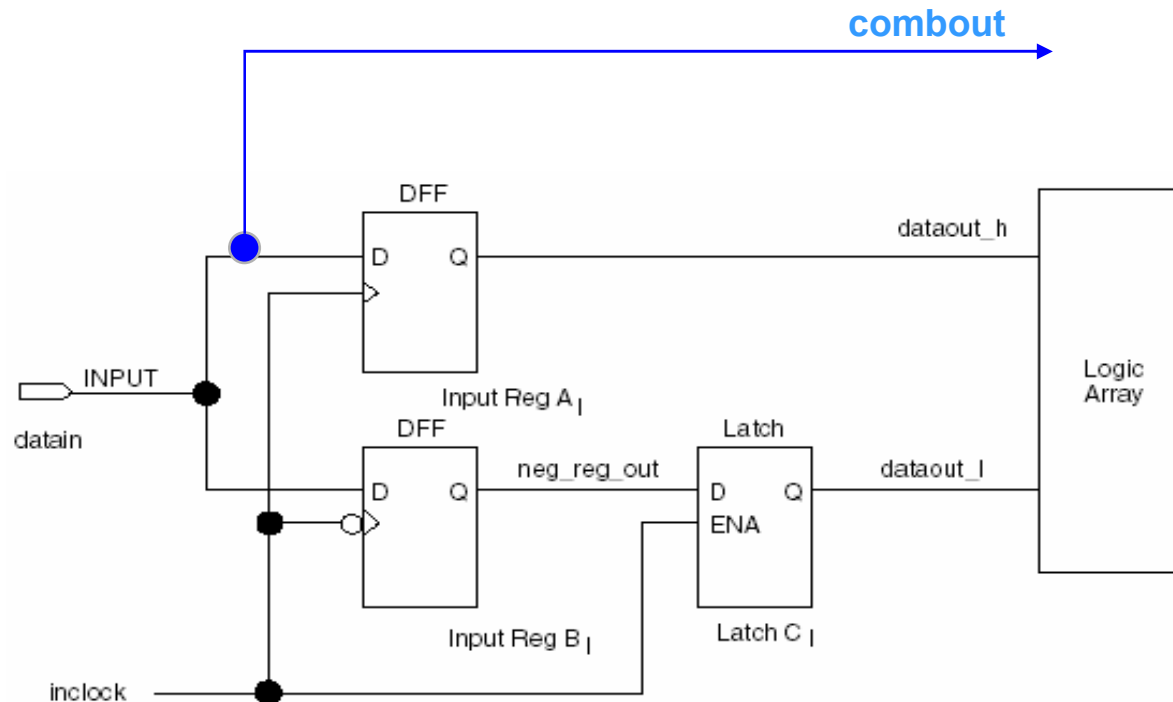 combout
DFF
D Q
dataout_h
INPUT
datain
Input Reg A I
Logic
Array
DFF
Latch
neg_reg_out
dataout_l
D Q
D Q
ENA
Input Reg B I
Latch C I
inclock